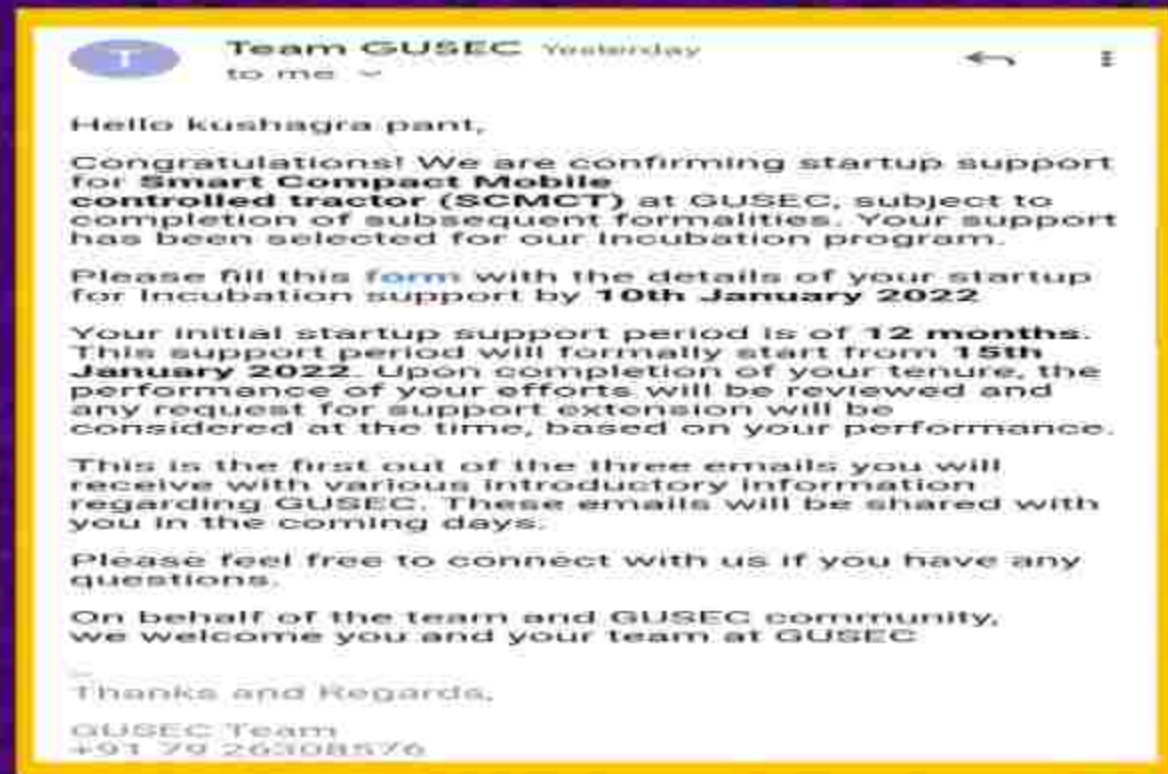 T
Team GUSEC Yesterday
to me
Hello kushagra pant,
Congratulations! We are confirming startup support
for Smart Compact Mobile
controlled tractor (SCMCT) at GUSEC, subject to
completion of subsequent formalities. Your support
has been selected for our Incubation program.
Please fill this form with the details of your startup
for Incubation support by 10th January 2022
Your initial startup support period is of 12 months.
This support period will formally start from 15th
January 2022. Upon completion of your tenure, the
performance of your efforts will be reviewed and
any request for support extension will be
considered at the time, based on your performance.
This is the first out of the three emails you will
receive with various introductory information
regarding GUSEC. These emails will be shared with
you in the coming days.
Please feel free to connect with us if you have any
questions.
On behalf of the team and GUSEC community,
we welcome you and your team at GUSEC
--
Thanks and Regards,
GUSEC Team
+91 79 26308576